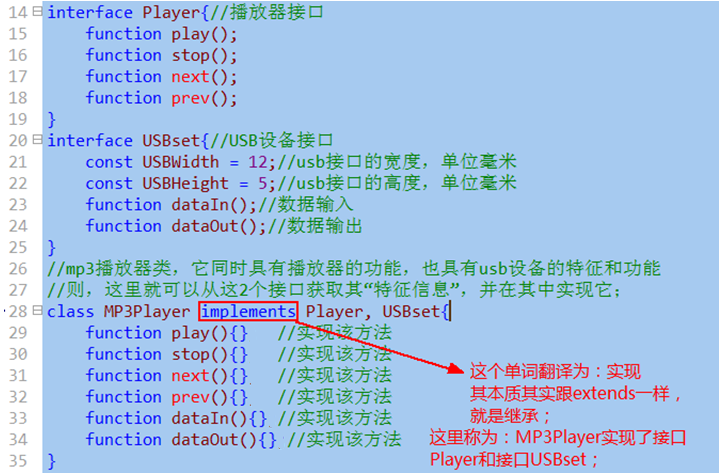 14 interface Player{//播放器接口
15 function play();
16 function stop();
17 function next();
18 function prev();
19 }
20 interface USBset{//USB设备接口
21 const USBWidth = 12;//usb接口的宽度，单位毫米
22 const USBHeight = 5;//usb接口的高度，单位毫米
23 function dataIn();//数据输入
24 function dataOut();//数据输出
25 }
26 //mp3播放器类，它同时具有播放器的功能，也具有usb设备的特征和功能
27 //则，这里就可以从这2个接口获取其“特征信息”，并在其中实现它；
28 class MP3Player implements Player, USBset{
29 function play(){} //实现该方法
30 function stop(){} //实现该方法
31 function next(){} //实现该方法
32 function prev(){} //实现该方法
33 function dataIn(){} //实现该方法
34 function dataOut(){} //实现该方法
35 }
这个单词翻译为：实现
其本质其实跟extends一样，
就是继承；
这里称为：MP3Player实现了接口
Player和接口USBset；